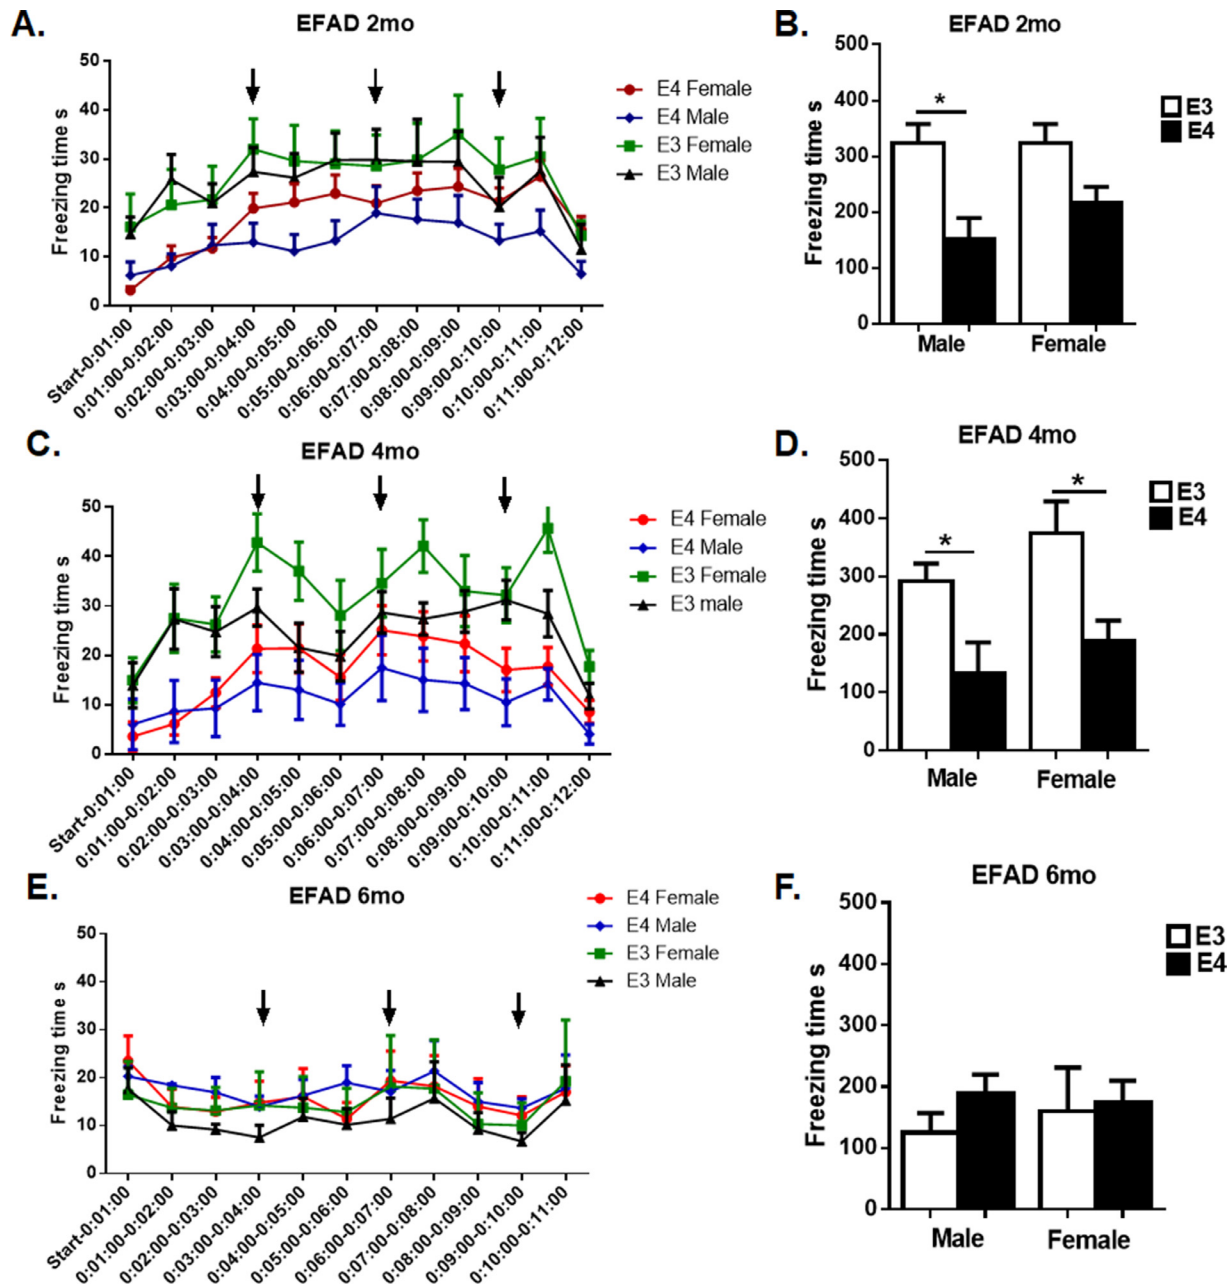 A.
EFAD 2mo
Freezing time s
50
40
30
20
10
0
Start-0:01:00
0:01:00-0:02:00
0:02:00-0:03:00
0:03:00-0:04:00
0:04:00-0:05:00
0:05:00-0:06:00
0:06:00-0:07:00
0:07:00-0:08:00
0:08:00-0:09:00
0:09:00-0:10:00
0:10:00-0:11:00
0:11:00-0:12:00
E4 Female
E4 Male
E3 Female
E3 Male
B.
EFAD 2mo
Freezing time s
500
400
300
200
100
0
*
Male
Female
E3
E4
C.
EFAD 4mo
Freezing time s
50
40
30
20
10
0
Start-0:01:00
0:01:00-0:02:00
0:02:00-0:03:00
0:03:00-0:04:00
0:04:00-0:05:00
0:05:00-0:06:00
0:06:00-0:07:00
0:07:00-0:08:00
0:08:00-0:09:00
0:09:00-0:10:00
0:10:00-0:11:00
0:11:00-0:12:00
E4 Female
E4 Male
E3 Female
E3 male
D.
EFAD 4mo
Freezing time s
500
400
300
200
100
0
*
*
Male
Female
E3
E4
E.
EFAD 6mo
Freezing time s
50
40
30
20
10
0
Start-0:01:00
0:01:00-0:02:00
0:02:00-0:03:00
0:03:00-0:04:00
0:04:00-0:05:00
0:05:00-0:06:00
0:06:00-0:07:00
0:07:00-0:08:00
0:08:00-0:09:00
0:09:00-0:10:00
0:10:00-0:11:00
E4 Female
E4 Male
E3 Female
E3 Male
F.
EFAD 6mo
Freezing time s
500
400
300
200
100
0
Male
Female
E3
E4